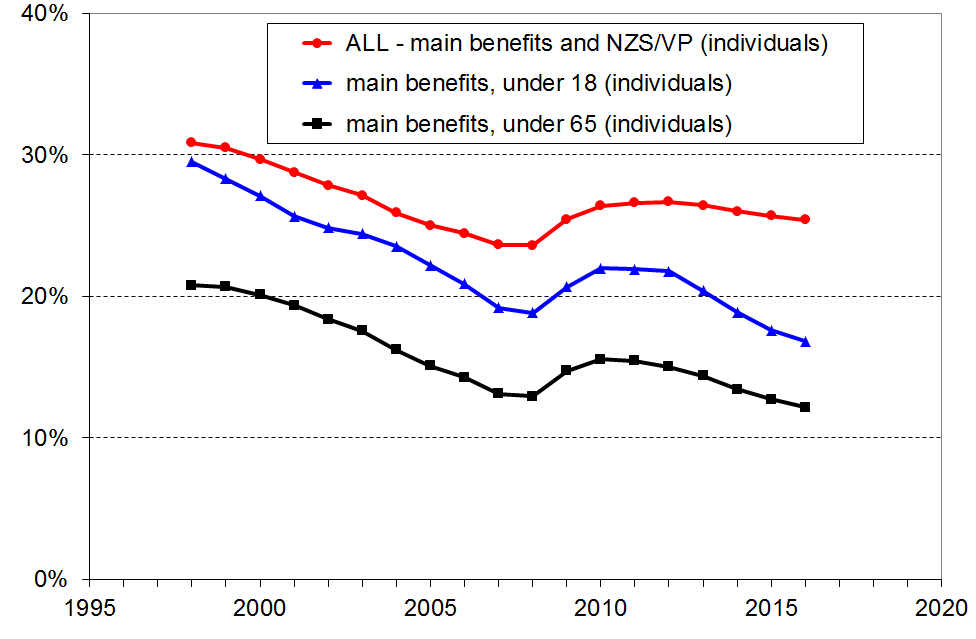 40%
ALL - main benefits and NZS/VP (individuals)
main benefits, under 18 (individuals)
main benefits, under 65 (individuals)
30%
20%
10%
0%
1995 2000 2005 2010 2015 2020